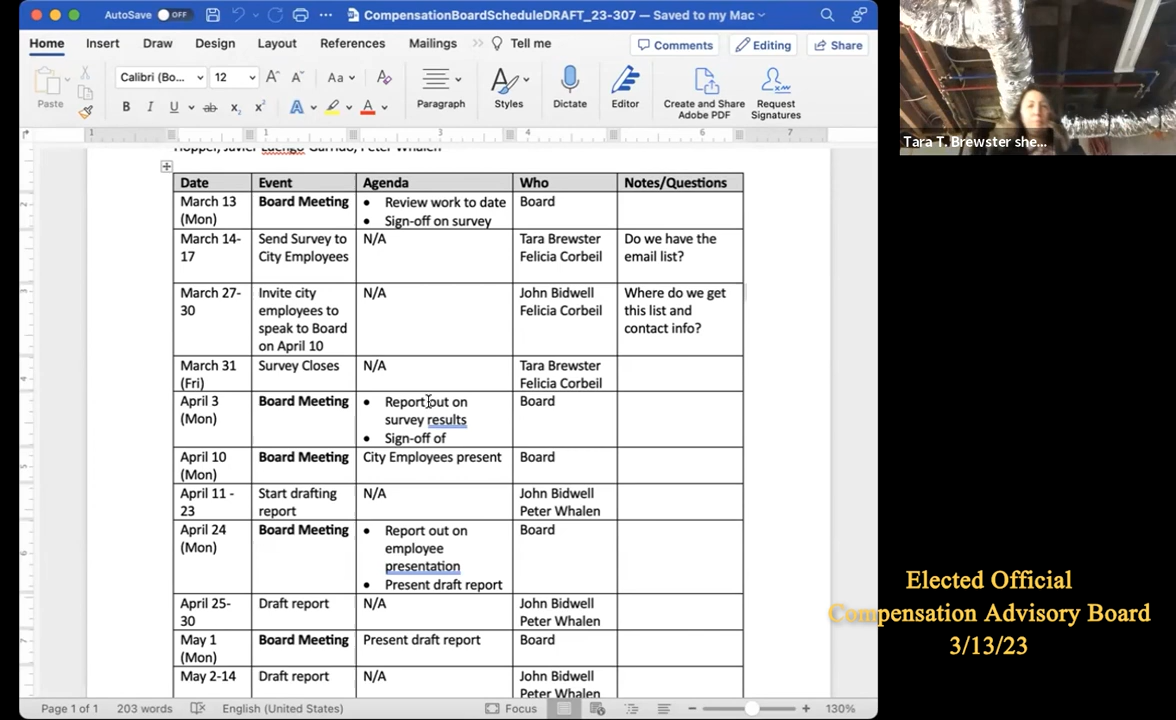 AutoSave OFF CompensationBoardScheduleDRAFT_23-307 — Saved to my Mac
Home Insert Draw Design Layout References Mailings Tell me Comments Editing Share
Calibri (Bo... 12
Paste Paragraph Styles Dictate Editor Create and Share Adobe PDF Request Signatures
Hopper, Javier Luengo Garrido, Peter Whalen
Date Event Agenda Who Notes/Questions
March 13 (Mon) Board Meeting • Review work to date • Sign-off on survey Board
March 14-17 Send Survey to City Employees N/A Tara Brewster Felicia Corbeil Do we have the email list?
March 27-30 Invite city employees to speak to Board on April 10 N/A John Bidwell Felicia Corbeil Where do we get this list and contact info?
March 31 (Fri) Survey Closes N/A Tara Brewster Felicia Corbeil
April 3 (Mon) Board Meeting • Report out on survey results • Sign-off of Board
April 10 (Mon) Board Meeting City Employees present Board
April 11 - 23 Start drafting report N/A John Bidwell Peter Whalen
April 24 (Mon) Board Meeting • Report out on employee presentation • Present draft report Board
April 25-30 Draft report N/A John Bidwell Peter Whalen
May 1 (Mon) Board Meeting Present draft report Board
May 2-14 Draft report N/A John Bidwell Peter Whalen
Page 1 of 1 203 words English (United States) Focus 130%
Tara T. Brewster she...
Elected Official
Compensation Advisory Board
3/13/23